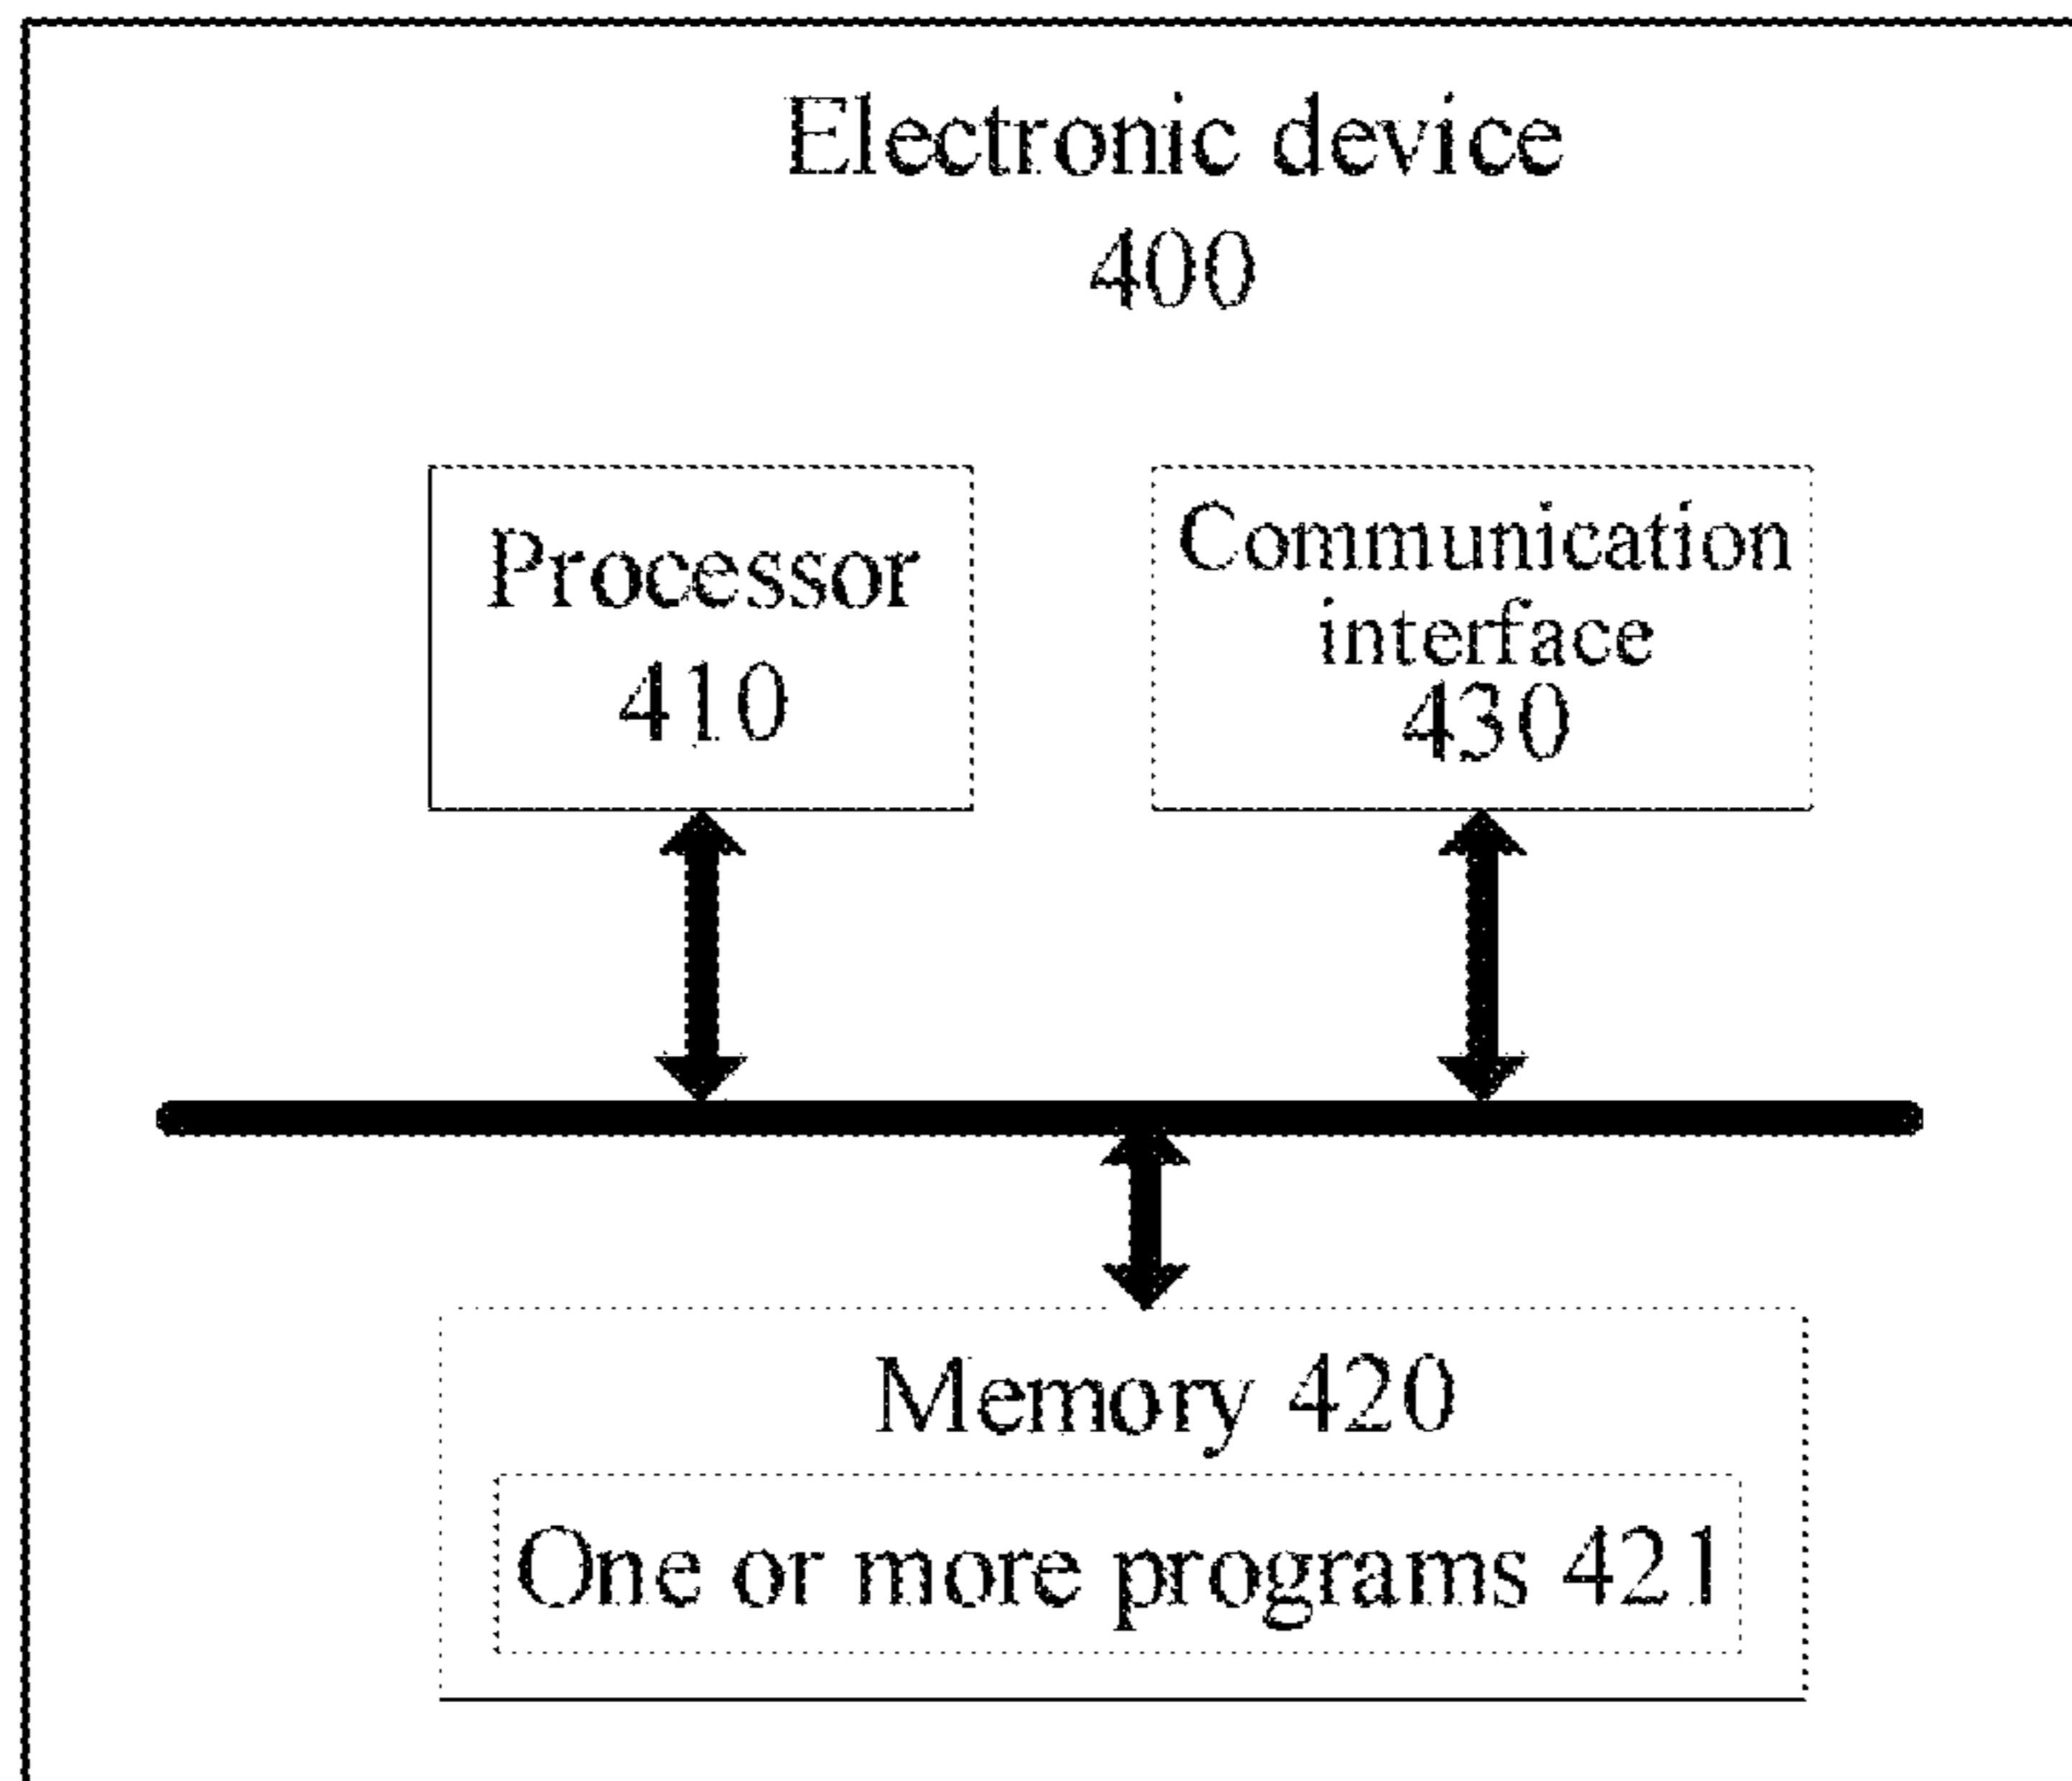 Electronic device
400
Processor
410
Communication
interface
430
Memory 420
One or more programs 421